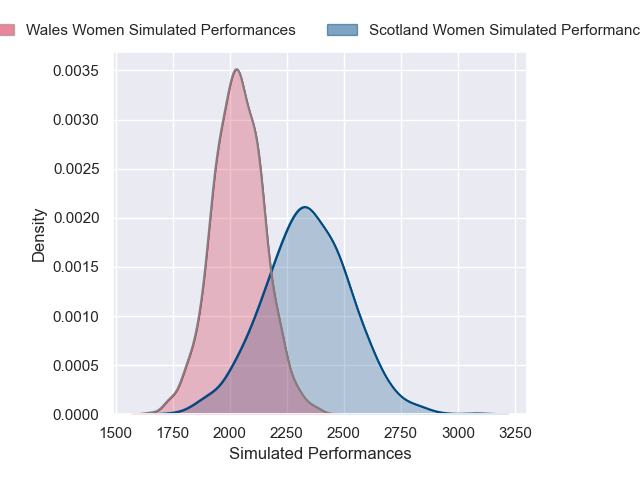 Wales Women Simulated Performances Scotland Women Simulated Performanc
0.0035
0.0030
0.0025
0.0020
0.0015
0.0010
0.0005
0.0000
Density
1500 1750 2000 2250 2500 2750 3000 3250
Simulated Performances